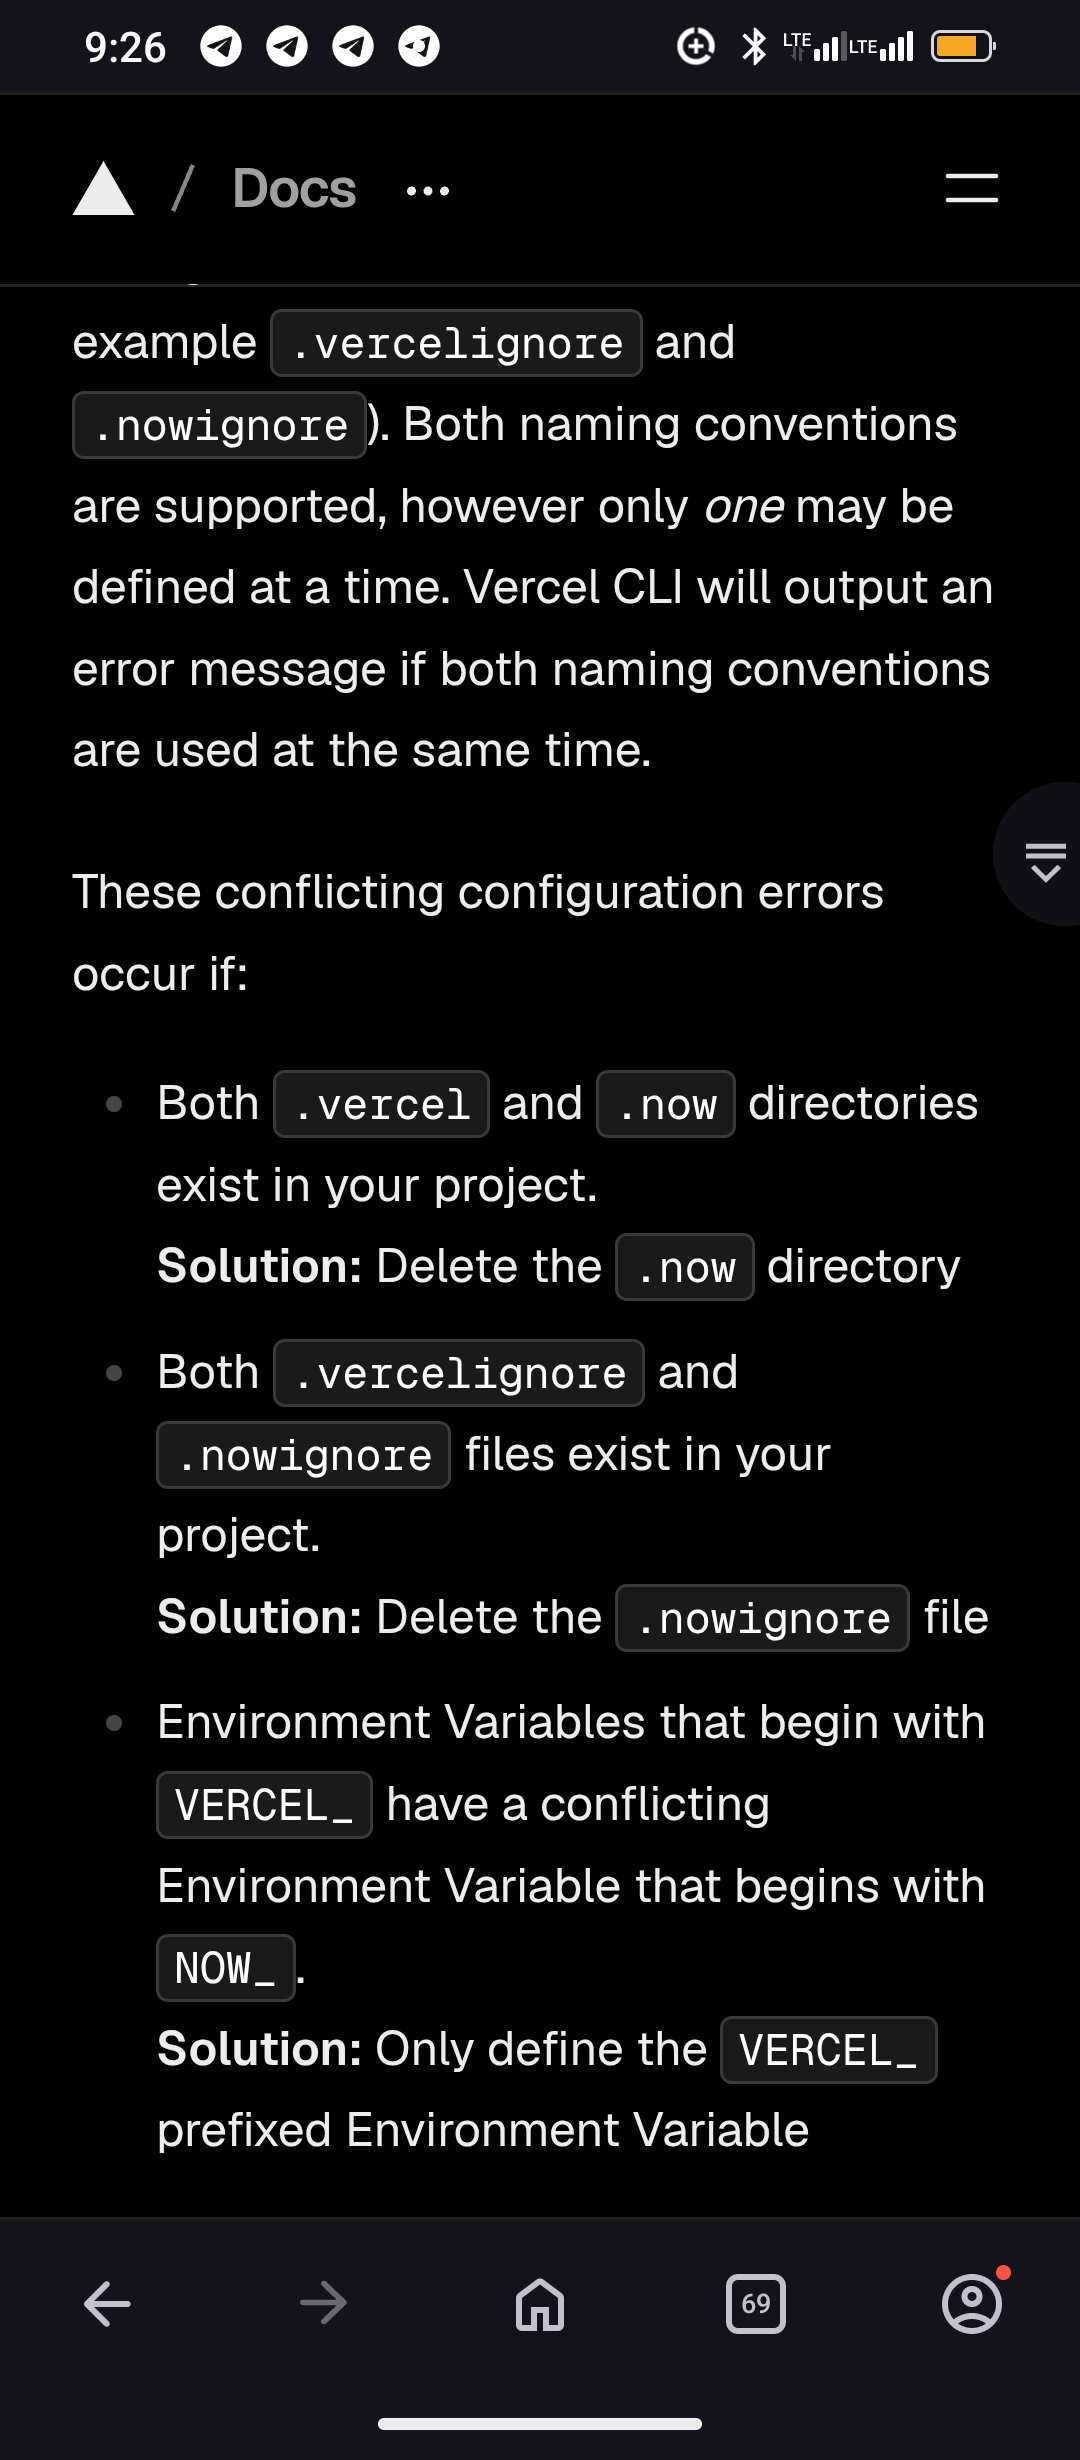 9:26 LTE LTE
/ Docs ...
example .vercelignore and
.nowignore). Both naming conventions
are supported, however only one may be
defined at a time. Vercel CLI will output an
error message if both naming conventions
are used at the same time.
These conflicting configuration errors
occur if:
Both .vercel and .now directories
exist in your project.
Solution: Delete the .now directory
Both .vercelignore and
.nowignore files exist in your
project.
Solution: Delete the .nowignore file
Environment Variables that begin with
VERCEL_ have a conflicting
Environment Variable that begins with
NOW_.
Solution: Only define the VERCEL_
prefixed Environment Variable
69